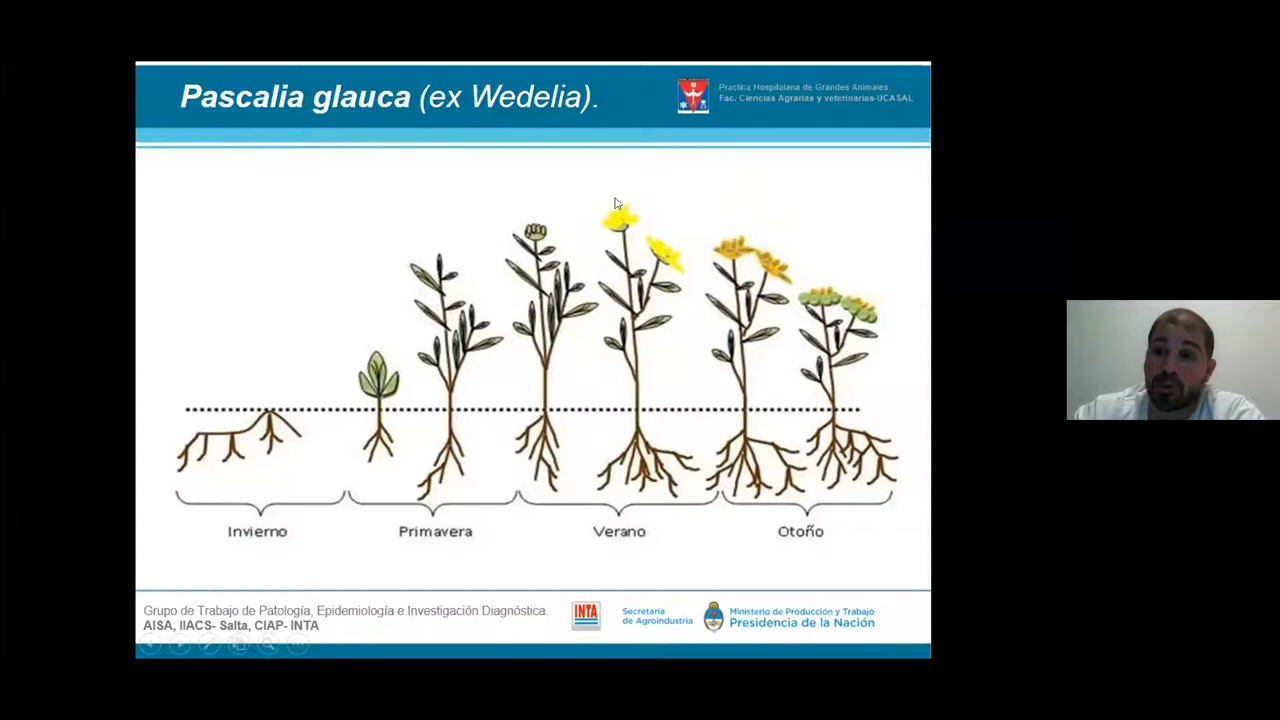 Pascalia glauca (ex Wedelia).
Practica Hospilaiana de Grandes Animales.
Fac. Ciencias Agrarias y veterinarias-UCASAL
Invierno
Primavera
Verano
Otoño
Grupo de Trabajo de Patología, Epidemiología e Investigación Diagnóstica.
AISA, IIACS- Salta, CIAP- INTA
INTA
Secretaría
de Agroindustria
Ministerio de Producción y Trabajo
Presidencia de la Nación